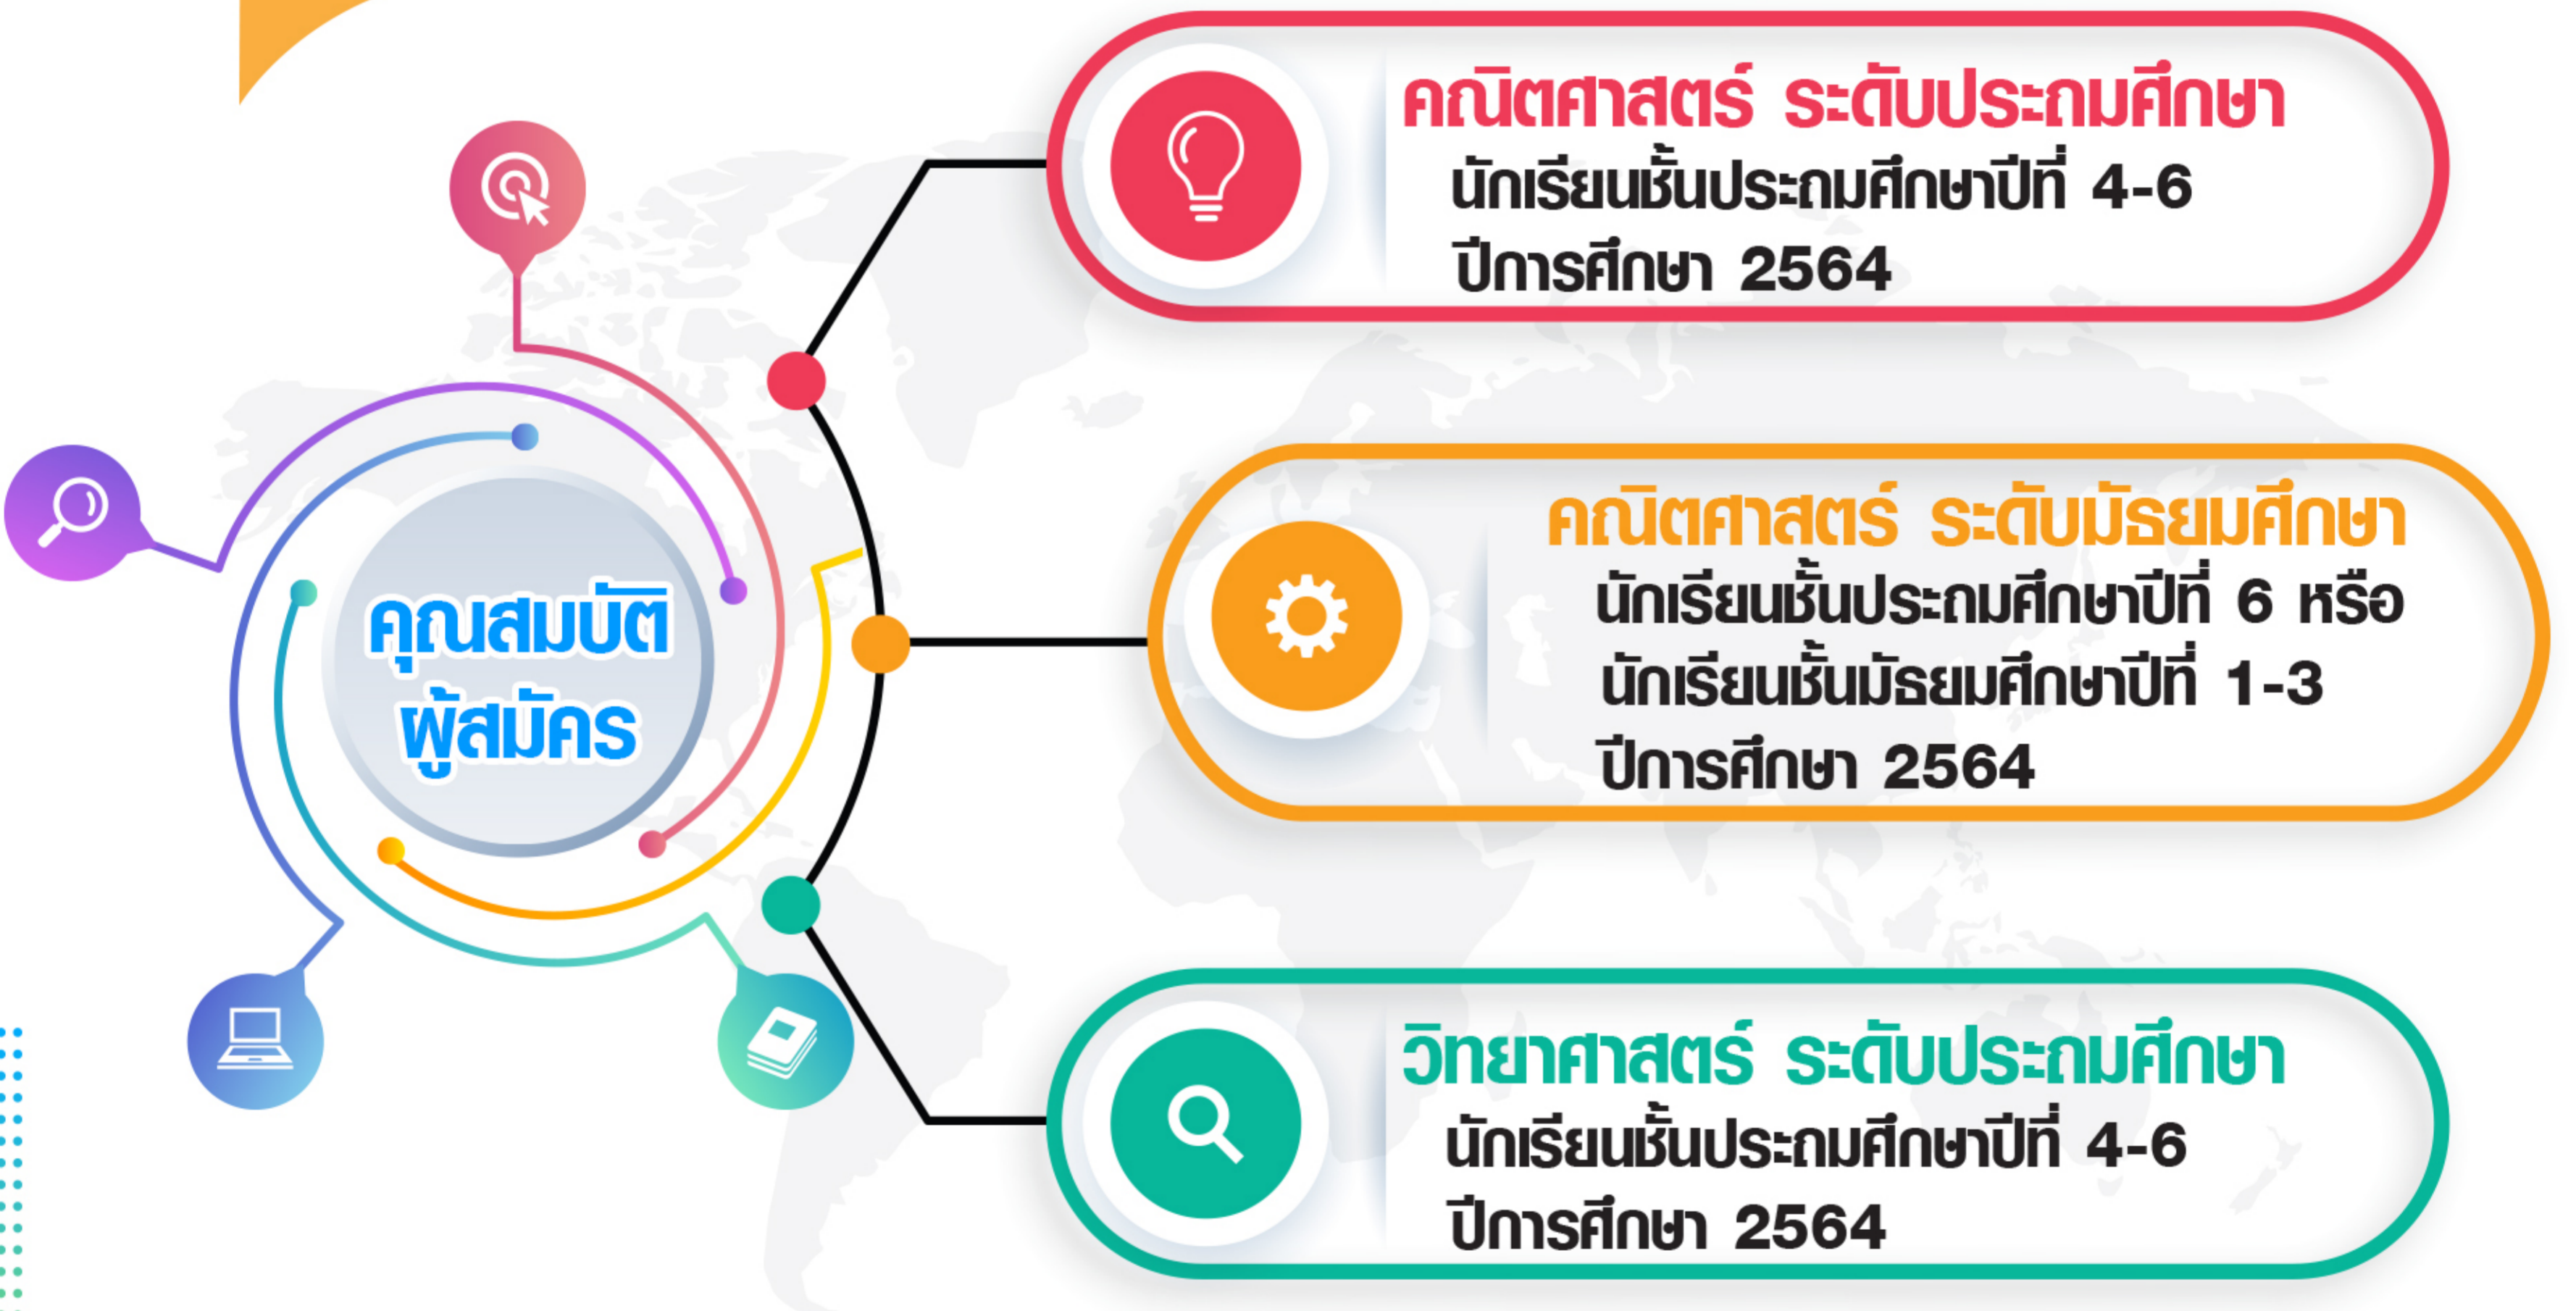 คุณสมบัติ
ผู้สมัคร
คณิตศาสตร์ ระดับประถมศึกษา
นักเรียนชั้นประถมศึกษาปีที่ 4-6
ปีการศึกษา 2564
คณิตศาสตร์ ระดับมัธยมศึกษา
นักเรียนชั้นประถมศึกษาปีที่ 6 หรือ
นักเรียนชั้นมัธยมศึกษาปีที่ 1-3
ปีการศึกษา 2564
วิทยาศาสตร์ ระดับประถมศึกษา
นักเรียนชั้นประถมศึกษาปีที่ 4-6
ปีการศึกษา 2564